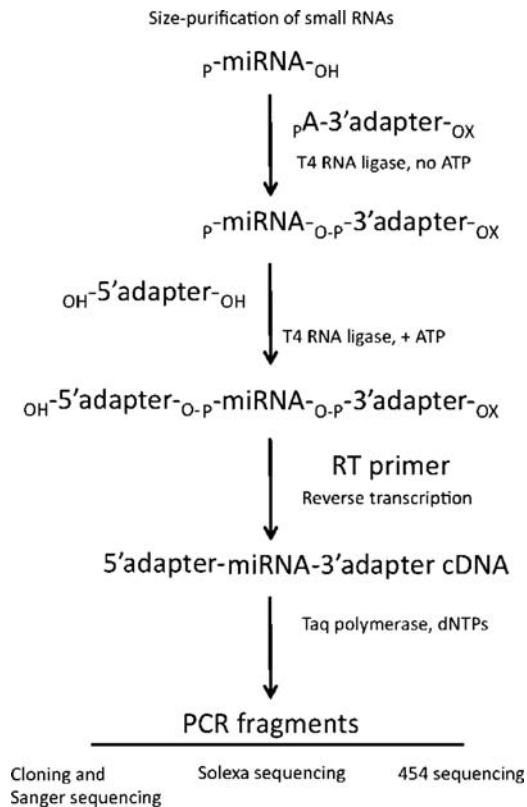 Size-purification of small RNAs
P-miRNA-OH
pA-3'adapter-OX
T4 RNA ligase, no ATP
P-miRNA-O-P-3'adapter-OX
OH-5'adapter-OH
T4 RNA ligase, + ATP
OH-5'adapter-O-P-miRNA-O-P-3'adapter-OX
RT primer
Reverse transcription
5'adapter-miRNA-3'adapter cDNA
Taq polymerase, dNTPs
PCR fragments
Cloning and
Sanger sequencing
Solexa sequencing
454 sequencing